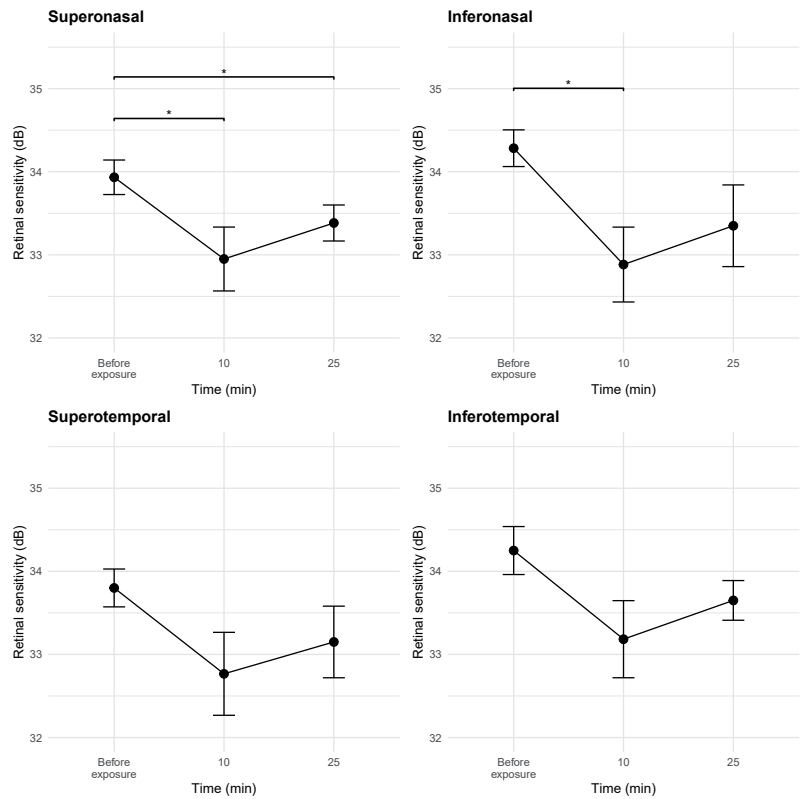 Superonasal
Retinal sensitivity (dB)
35
34
33
32
*
*
Before
exposure
10
25
Time (min)
Inferonasal
Retinal sensitivity (dB)
35
34
33
32
*
Before
exposure
10
25
Time (min)
Superotemporal
Retinal sensitivity (dB)
35
34
33
32
Before
exposure
10
25
Time (min)
Inferotemporal
Retinal sensitivity (dB)
35
34
33
32
Before
exposure
10
25
Time (min)